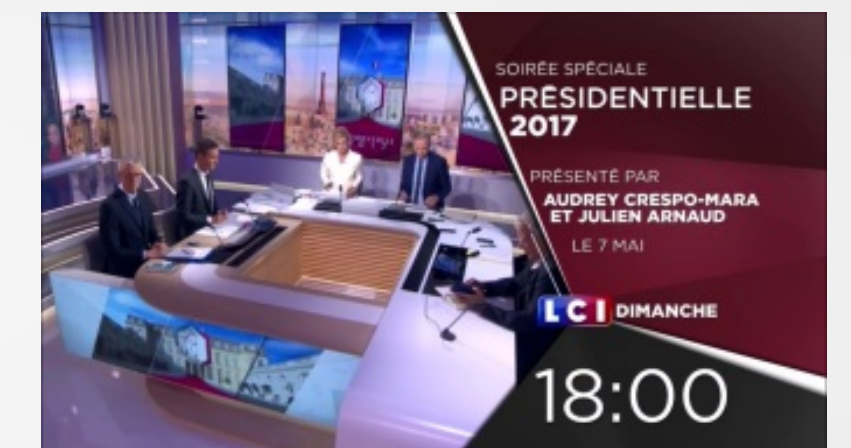 SOIRÉE SPÉCIALE
PRÉSIDENTIELLE
2017
PRÉSENTÉ PAR
AUDREY CRESPO-MARA
ET JULIEN ARNAUD
LE 7 MAI
LCI DIMANCHE
18:00